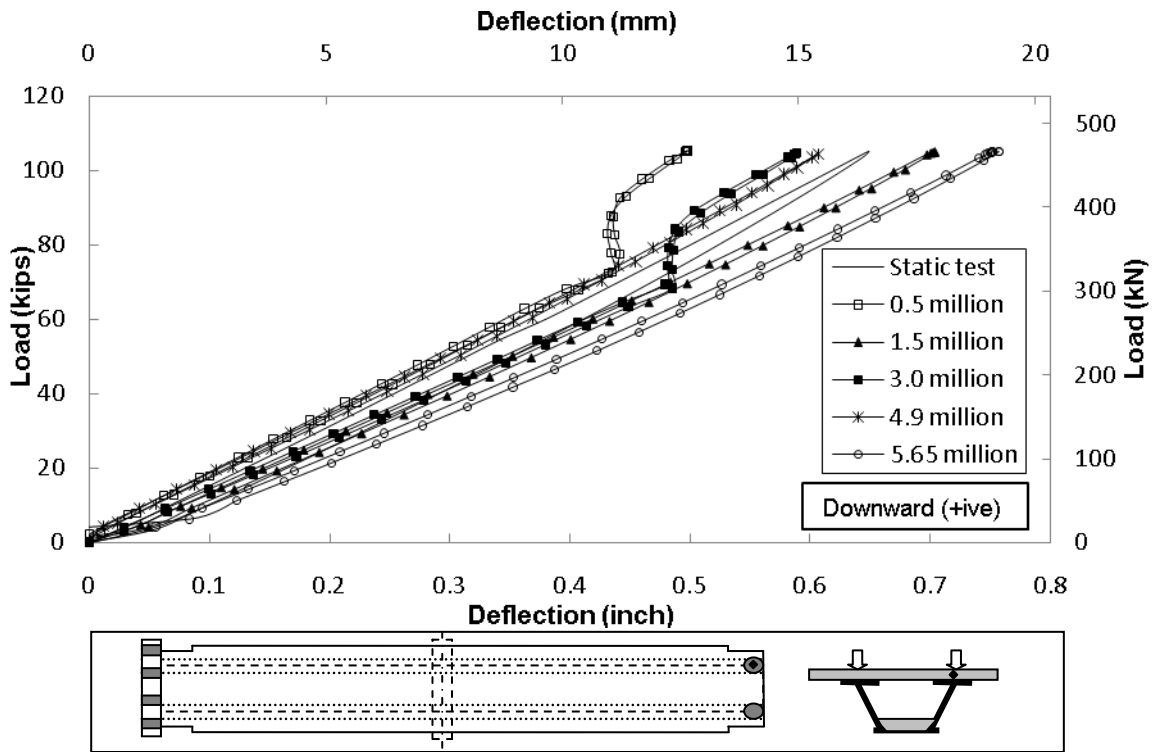 Deflection (mm)
0 5 10 15 20
120
100
80
60
40
20
0
Load (kips)
500
400
300
200
100
0
Load (kN)
Static test
0.5 million
1.5 million
3.0 million
4.9 million
5.65 million
Downward (+ive)
0 0.1 0.2 0.3 0.4 0.5 0.6 0.7 0.8
Deflection (inch)